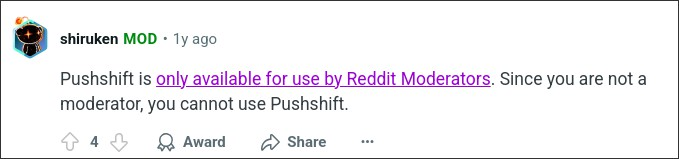 shiruken MOD • 1y ago
Pushshift is only available for use by Reddit Moderators. Since you are not a
moderator, you cannot use Pushshift.
4 Award Share ...